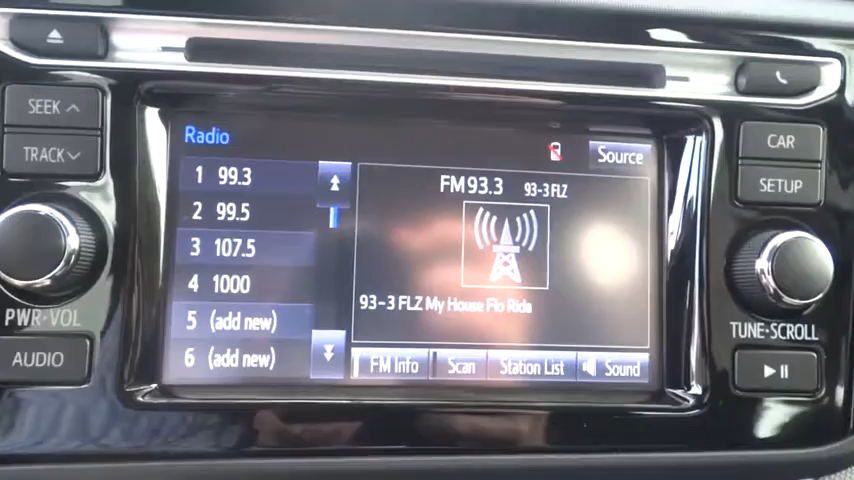 SEEK
TRACK
PWR•VOL
AUDIO
Radio
Source
1 99.3
2 99.5
3 107.5
4 1000
5 (add new)
6 (add new)
FM93.3 93-3 FLZ
93-3 FLZ My House Flo Rida
FM Info
Scan
Station List
Sound
CAR
SETUP
TUNE•SCROLL